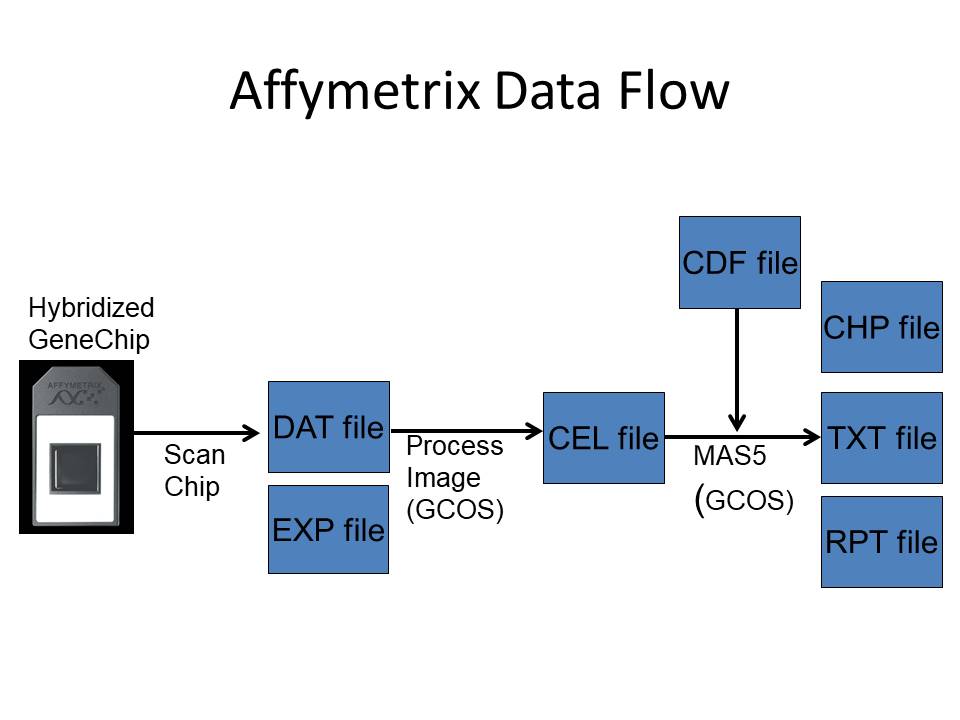 Affymetrix Data Flow
Hybridized
GeneChip
AFFYMETRIX
Scan
Chip
DAT file
EXP file
Process
Image
(GCOS)
CEL file
CDF file
MAS5
(GCOS)
CHP file
TXT file
RPT file